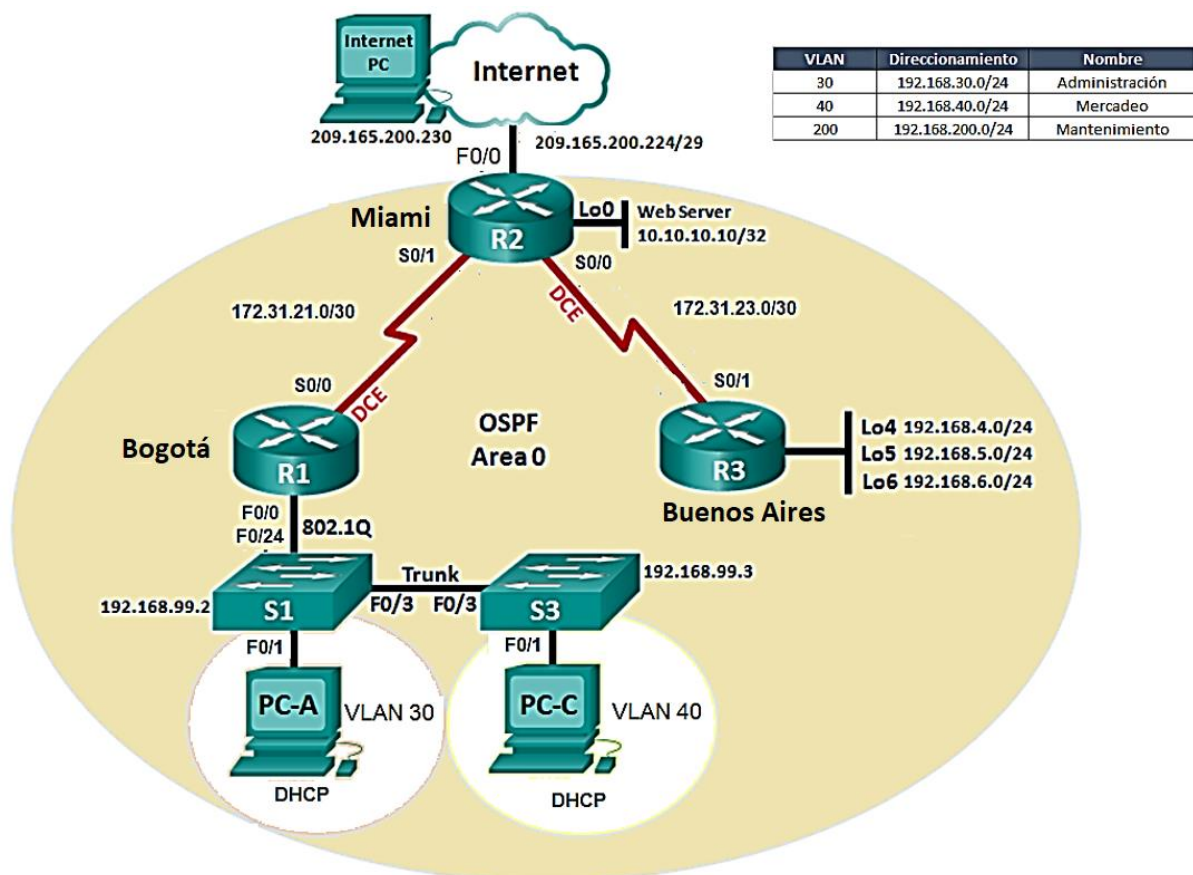 Internet
PC
Internet
209.165.200.230
209.165.200.224/29
F0/0
VLAN Direccionamiento Nombre
30 192.168.30.0/24 Administración
40 192.168.40.0/24 Mercadeo
200 192.168.200.0/24 Mantenimiento
Miami
R2
Lo0
Web Server
10.10.10.10/32
S0/1
S0/0
DCE
172.31.21.0/30
172.31.23.0/30
S0/0
DCE
S0/1
Bogotá
R1
OSPF
Area 0
R3
Buenos Aires
Lo4 192.168.4.0/24
Lo5 192.168.5.0/24
Lo6 192.168.6.0/24
F0/0
F0/24
802.1Q
Trunk
192.168.99.2
S1
F0/3
F0/3
S3
192.168.99.3
F0/1
F0/1
PC-A
VLAN 30
PC-C
VLAN 40
DHCP
DHCP